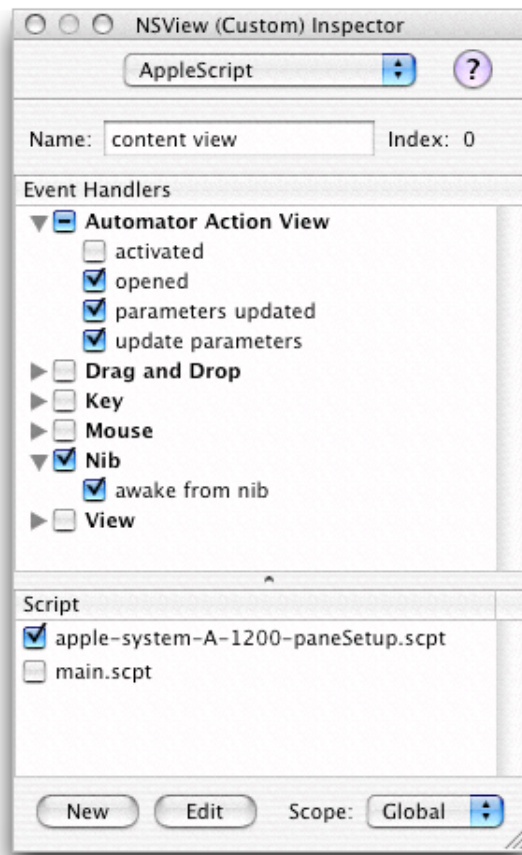 NSView (Custom) Inspector
AppleScript
?
Name: content view Index: 0
Event Handlers
Automator Action View
activated
opened
parameters updated
update parameters
Drag and Drop
Key
Mouse
Nib
awake from nib
View
Script
apple-system-A-1200-paneSetup.scpt
main.scpt
New Edit Scope: Global